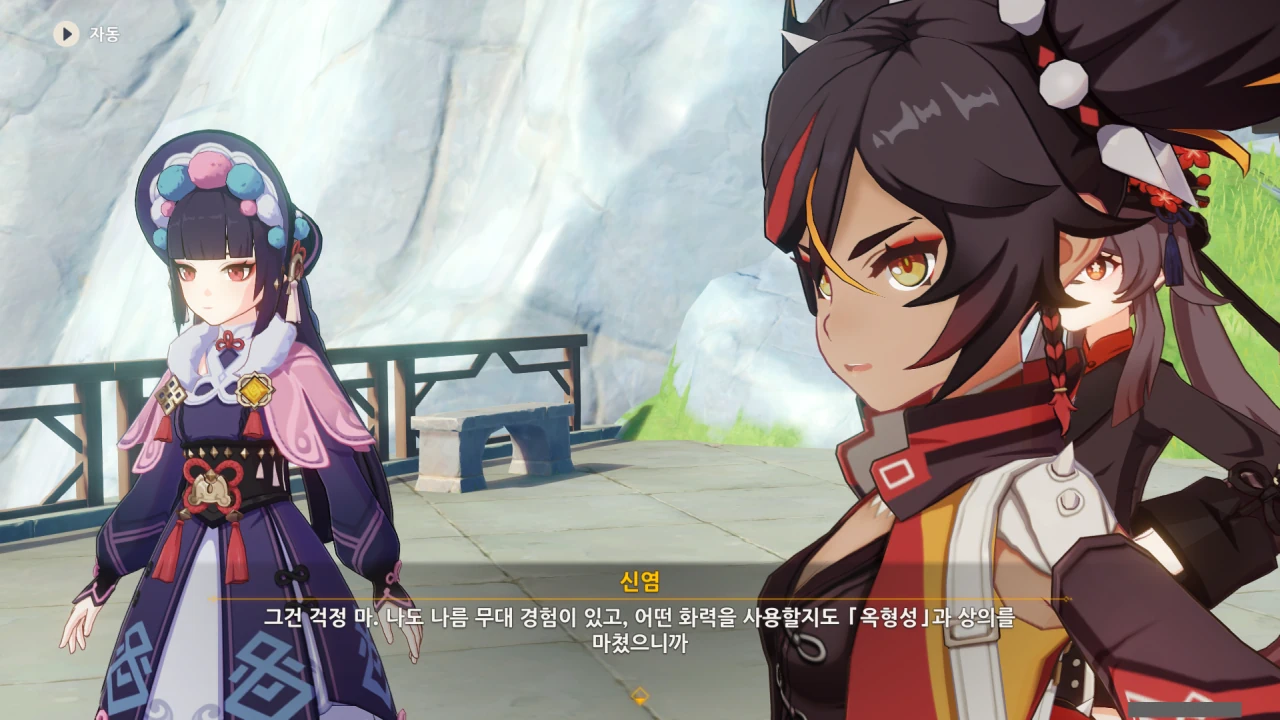 자동
신염
그건 걱정 마. 나도 나름 무대 경험이 있고, 어떤 화력을 사용할지도 「옥형성」과 상의를
마쳤으니까